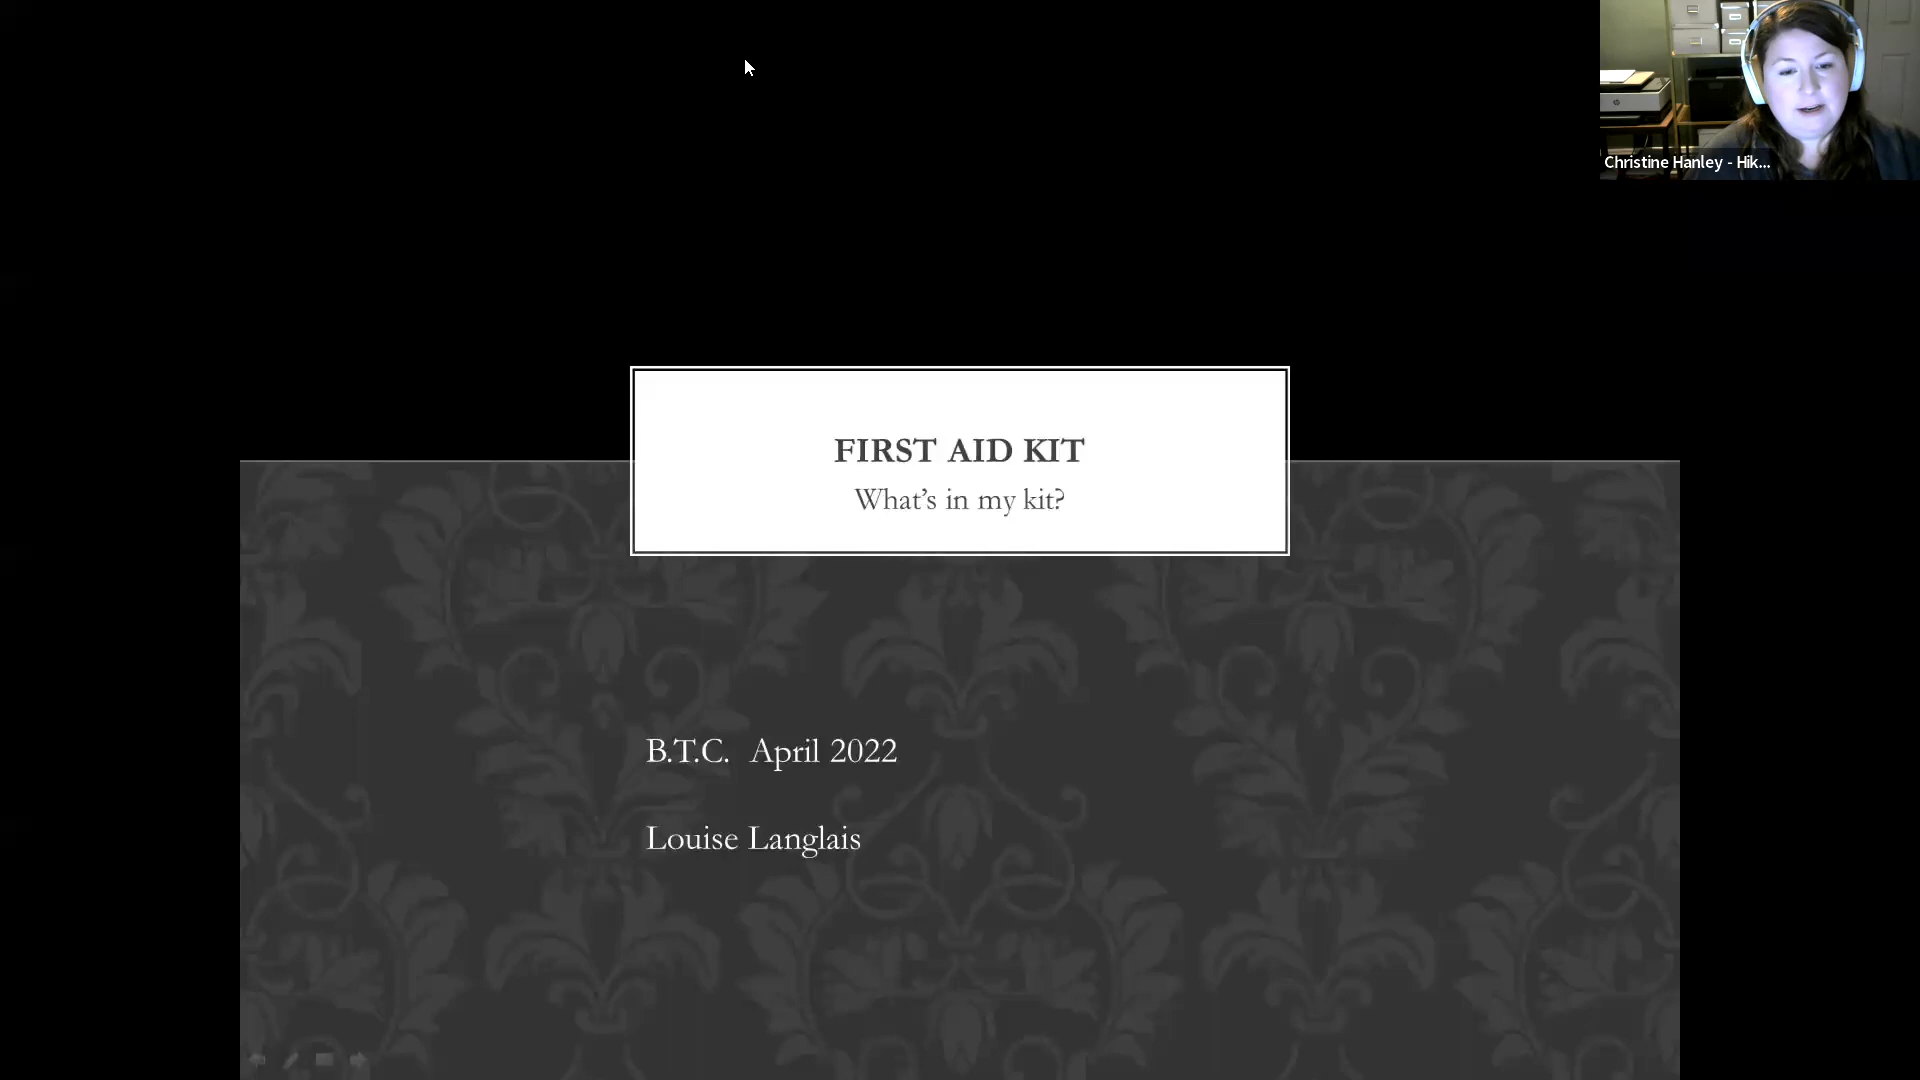 Christine Hanley - Hik...
FIRST AID KIT
What's in my kit?
B.T.C. April 2022
Louise Langlais